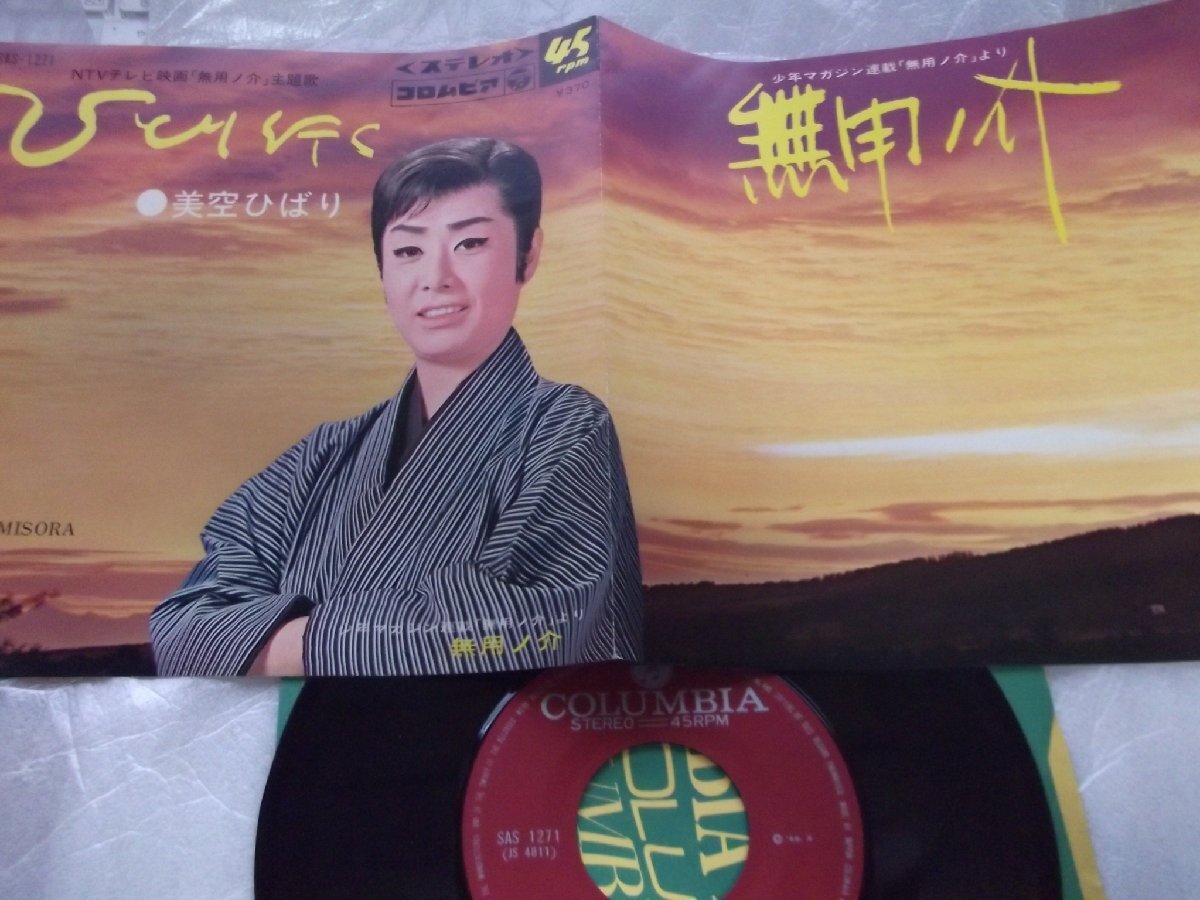 SAS-1271
NTVテレビ映画「無用ノ介」主題歌
<ステレオ>
コロムビア
45
rpm
¥370
ひとり行く
●美空ひばり
MISORA
少年マガジン連載「無用ノ介」より
無用ノ介
少年マガジン連載「無用ノ介」より
無用ノ介
COLUMBIA
STEREO 45RPM
SAS 1271
(JS 4811)